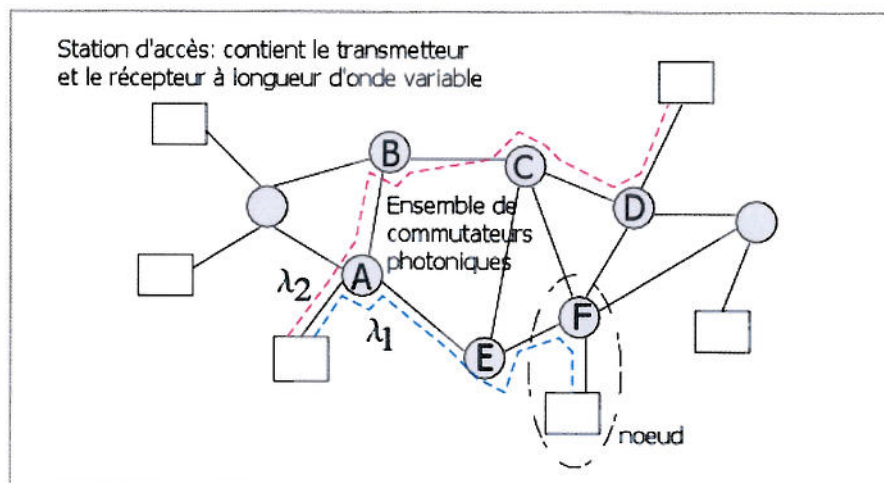 Station d'accès: contient le transmetteur
et le récepteur à longueur d'onde variable
B
C
D
Ensemble de
commutateurs
photoniques
A
λ2
λ1
E
F
noeud